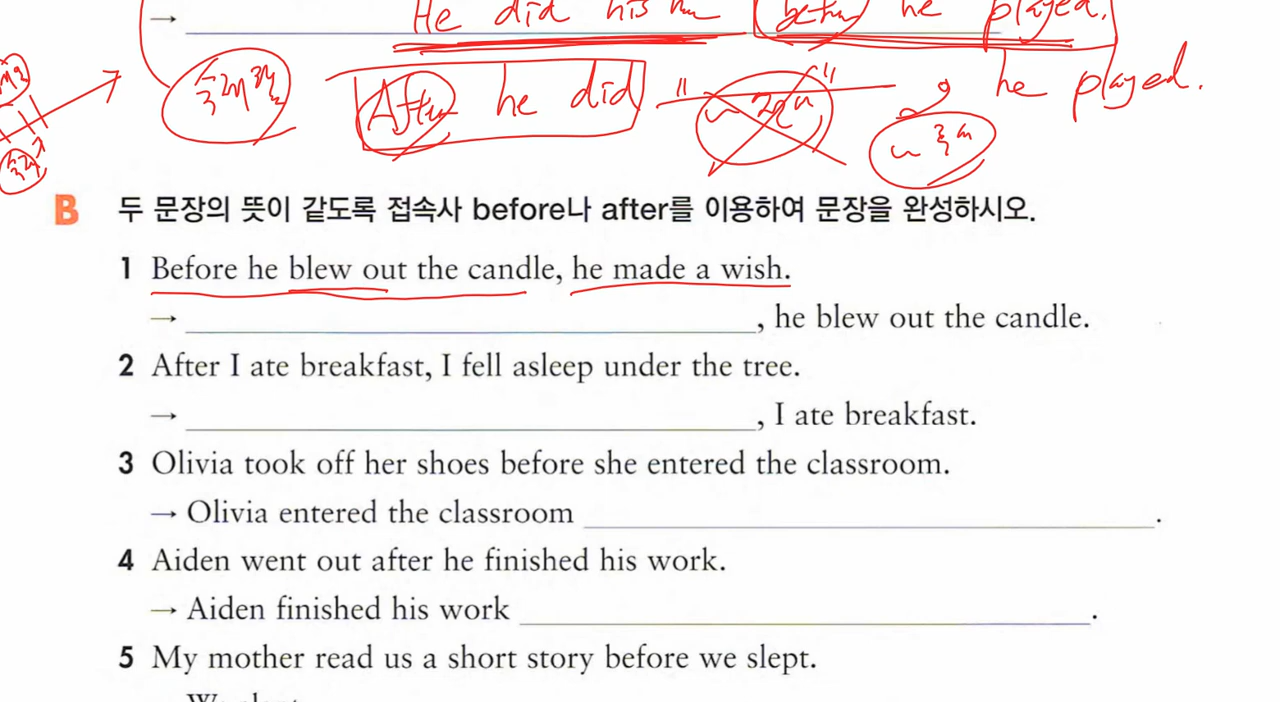 → He did his hw before he played.
After he did , he played.
B 두 문장의 뜻이 같도록 접속사 before나 after를 이용하여 문장을 완성하시오.
1 Before he blew out the candle, he made a wish.
→ , he blew out the candle.
2 After I ate breakfast, I fell asleep under the tree.
→ , I ate breakfast.
3 Olivia took off her shoes before she entered the classroom.
→ Olivia entered the classroom .
4 Aiden went out after he finished his work.
→ Aiden finished his work .
5 My mother read us a short story before we slept.
→ We slept